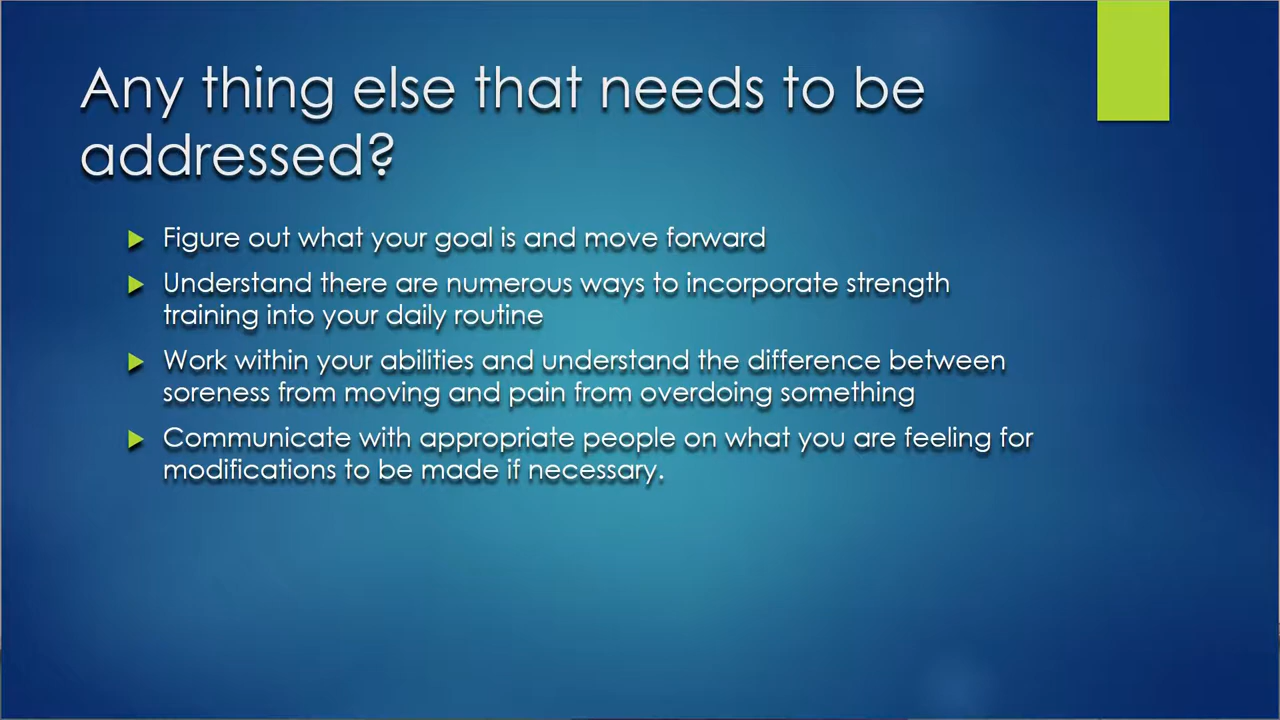 Any thing else that needs to be
addressed?
Figure out what your goal is and move forward
Understand there are numerous ways to incorporate strength
training into your daily routine
Work within your abilities and understand the difference between
soreness from moving and pain from overdoing something
Communicate with appropriate people on what you are feeling for
modifications to be made if necessary.